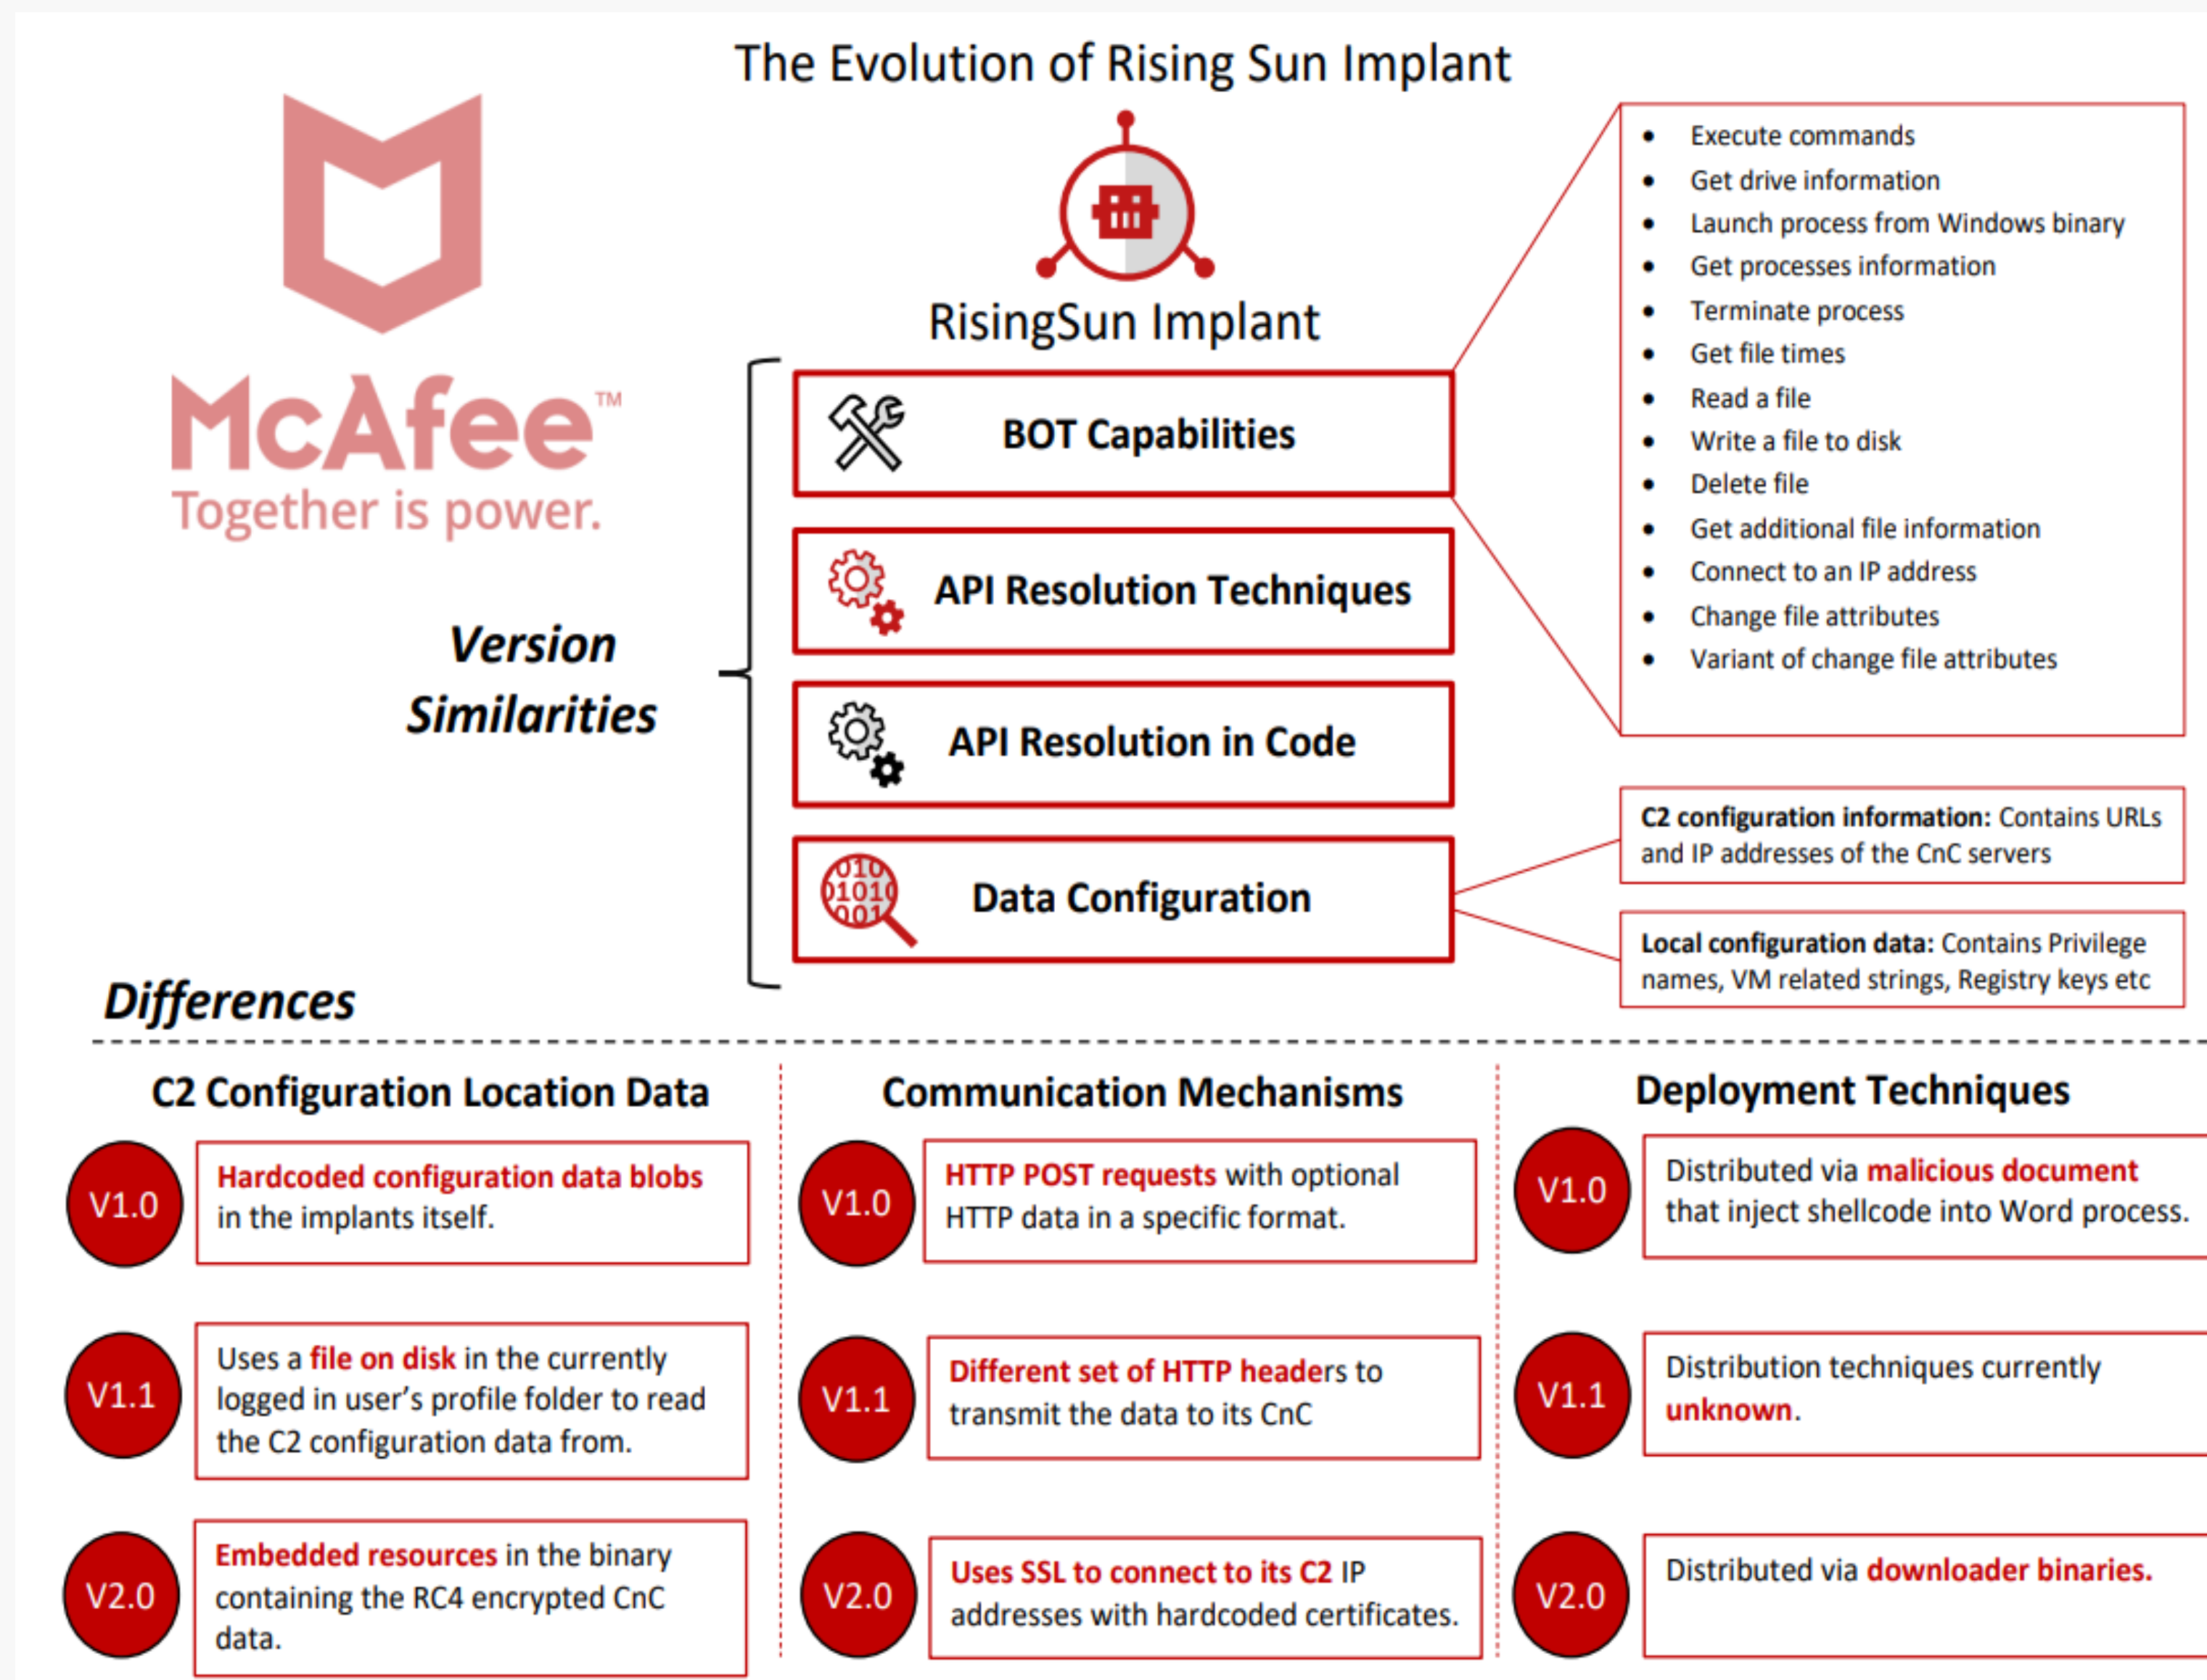 The Evolution of Rising Sun Implant
McAfee™
Together is power.
RisingSun Implant
Version
Similarities
BOT Capabilities
API Resolution Techniques
API Resolution in Code
010
01010
001
Data Configuration
• Execute commands
• Get drive information
• Launch process from Windows binary
• Get processes information
• Terminate process
• Get file times
• Read a file
• Write a file to disk
• Delete file
• Get additional file information
• Connect to an IP address
• Change file attributes
• Variant of change file attributes
C2 configuration information: Contains URLs
and IP addresses of the CnC servers
Local configuration data: Contains Privilege
names, VM related strings, Registry keys etc
Differences
C2 Configuration Location Data
V1.0
Hardcoded configuration data blobs
in the implants itself.
V1.1
Uses a file on disk in the currently
logged in user’s profile folder to read
the C2 configuration data from.
V2.0
Embedded resources in the binary
containing the RC4 encrypted CnC
data.
Communication Mechanisms
V1.0
HTTP POST requests with optional
HTTP data in a specific format.
V1.1
Different set of HTTP headers to
transmit the data to its CnC
V2.0
Uses SSL to connect to its C2 IP
addresses with hardcoded certificates.
Deployment Techniques
V1.0
Distributed via malicious document
that inject shellcode into Word process.
V1.1
Distribution techniques currently
unknown.
V2.0
Distributed via downloader binaries.